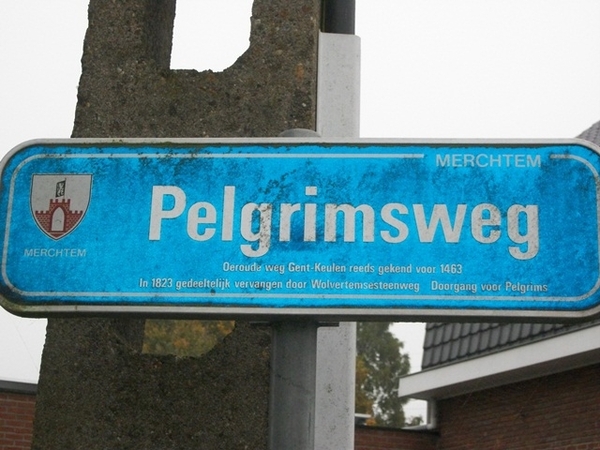 MERCHTEM
MERCHTEM
Pelgrimsweg
Oeroude weg Gent-Keulen reeds gekend voor 1463
In 1823 gedeeltelijk vervangen door Wolvertemsesteenweg Doorgang voor Pelgrims